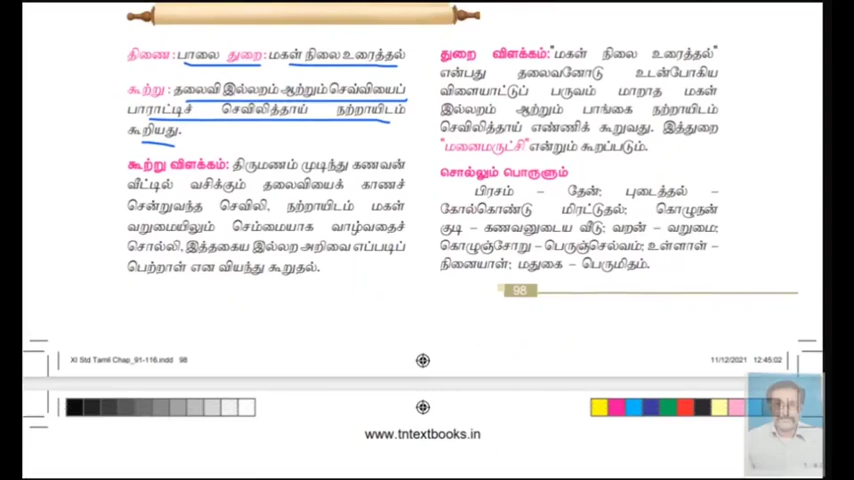 திணை: பாலை துறை: மகள் நிலை உரைத்தல்
கூற்று : தலைவி இல்லறம் ஆற்றும் செவ்வியைப்
பாராட்டிச் செவிலித்தாய் நற்றாயிடம்
கூறியது.
கூற்று விளக்கம்: திருமணம் முடிந்து கணவன்
வீட்டில் வசிக்கும் தலைவியைக் காணச்
சென்றுவந்த செவிலி, நற்றாயிடம் மகள்
வறுமையிலும் செம்மையாக வாழ்வதைச்
சொல்லி, இத்தகைய இல்லற அறிவை எப்படிப்
பெற்றாள் என வியந்து கூறுதல்.
துறை விளக்கம்: "மகள் நிலை உரைத்தல்"
என்பது தலைவனோடு உடன்போகிய
விளையாட்டுப் பருவம் மாறாத மகள்
இல்லறம் ஆற்றும் பாங்கை நற்றாயிடம்
செவிலித்தாய் எண்ணிக் கூறுவது. இத்துறை
"மனைமருட்சி" என்றும் கூறப்படும்.
சொல்லும் பொருளும்
பிரசம் – தேன்; புடைத்தல் –
கோல்கொண்டு மிரட்டுதல்; கொழுநன்
குடி – கணவனுடைய வீடு; வறன் – வறுமை;
கொழுஞ்சோறு – பெருஞ்செல்வம்; உள்ளாள் –
நினையாள்; மதுகை – பெருமிதம்.
98
XI Std Tamil Chap_91-116.indd 98
11/12/2021 12:45:02
www.tntextbooks.in